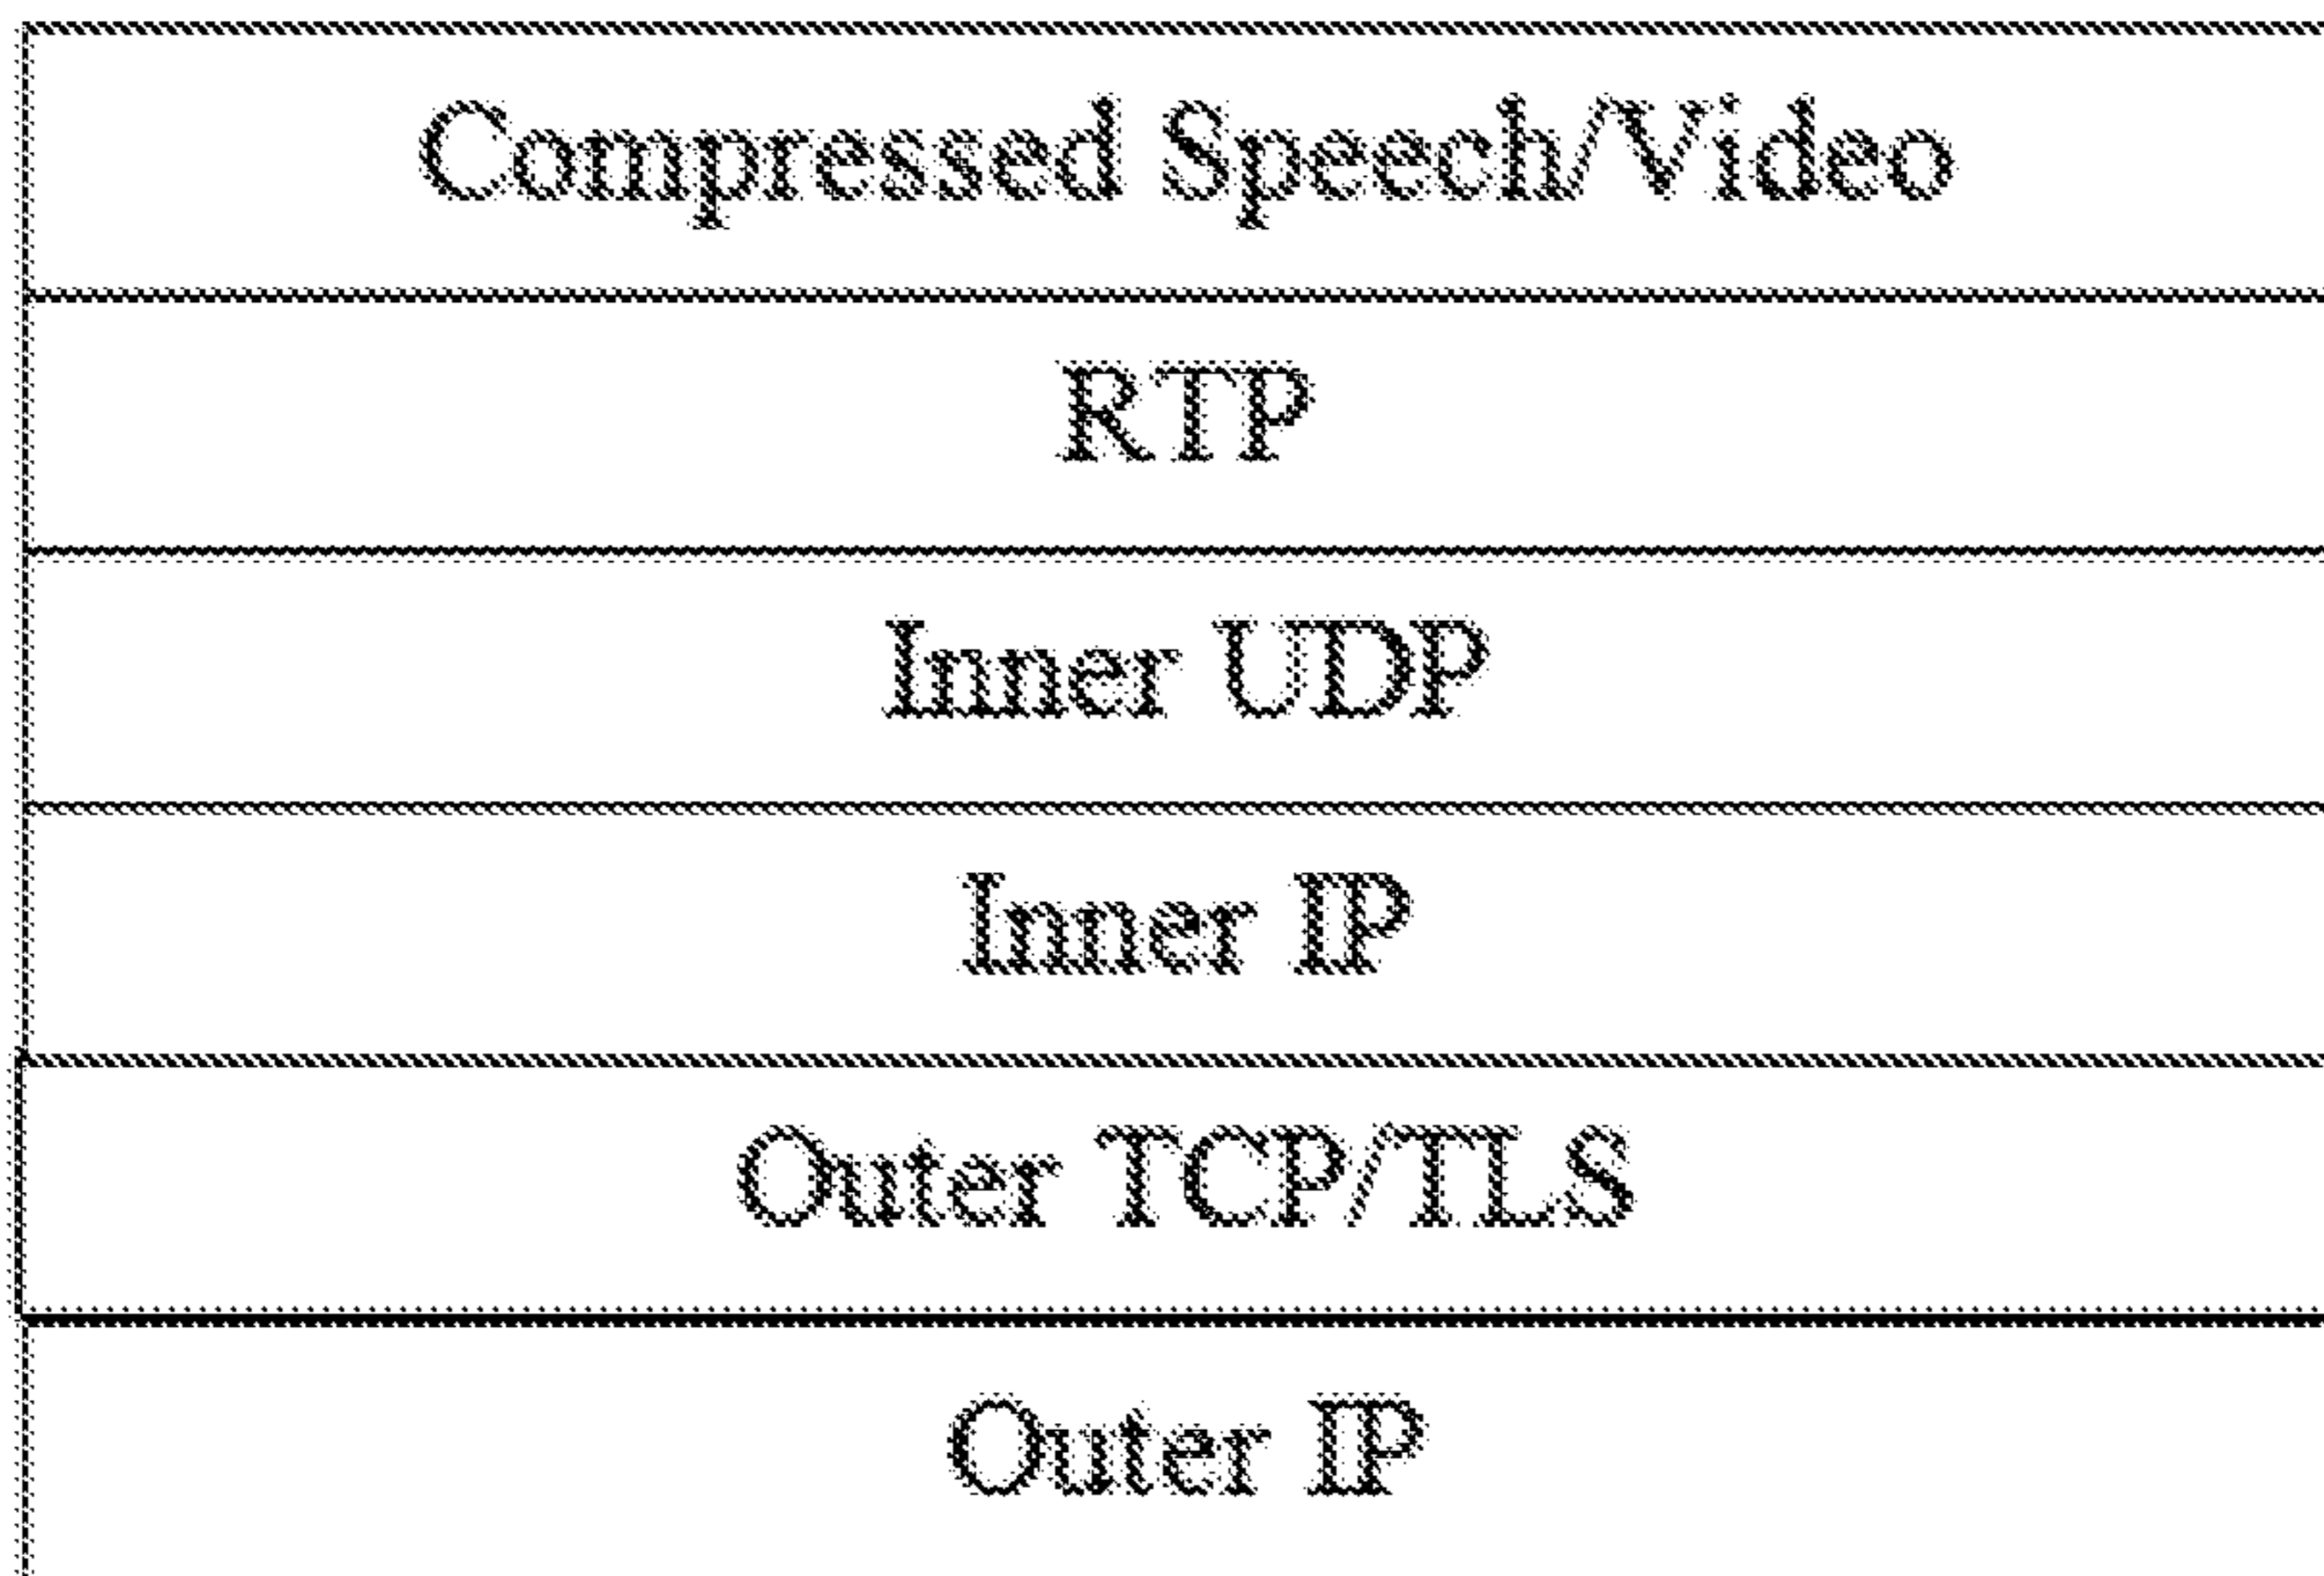 Compressed Speech/Video
RTP
Inner UDP
Inner IP
Outer TCP/TLS
Outer IP